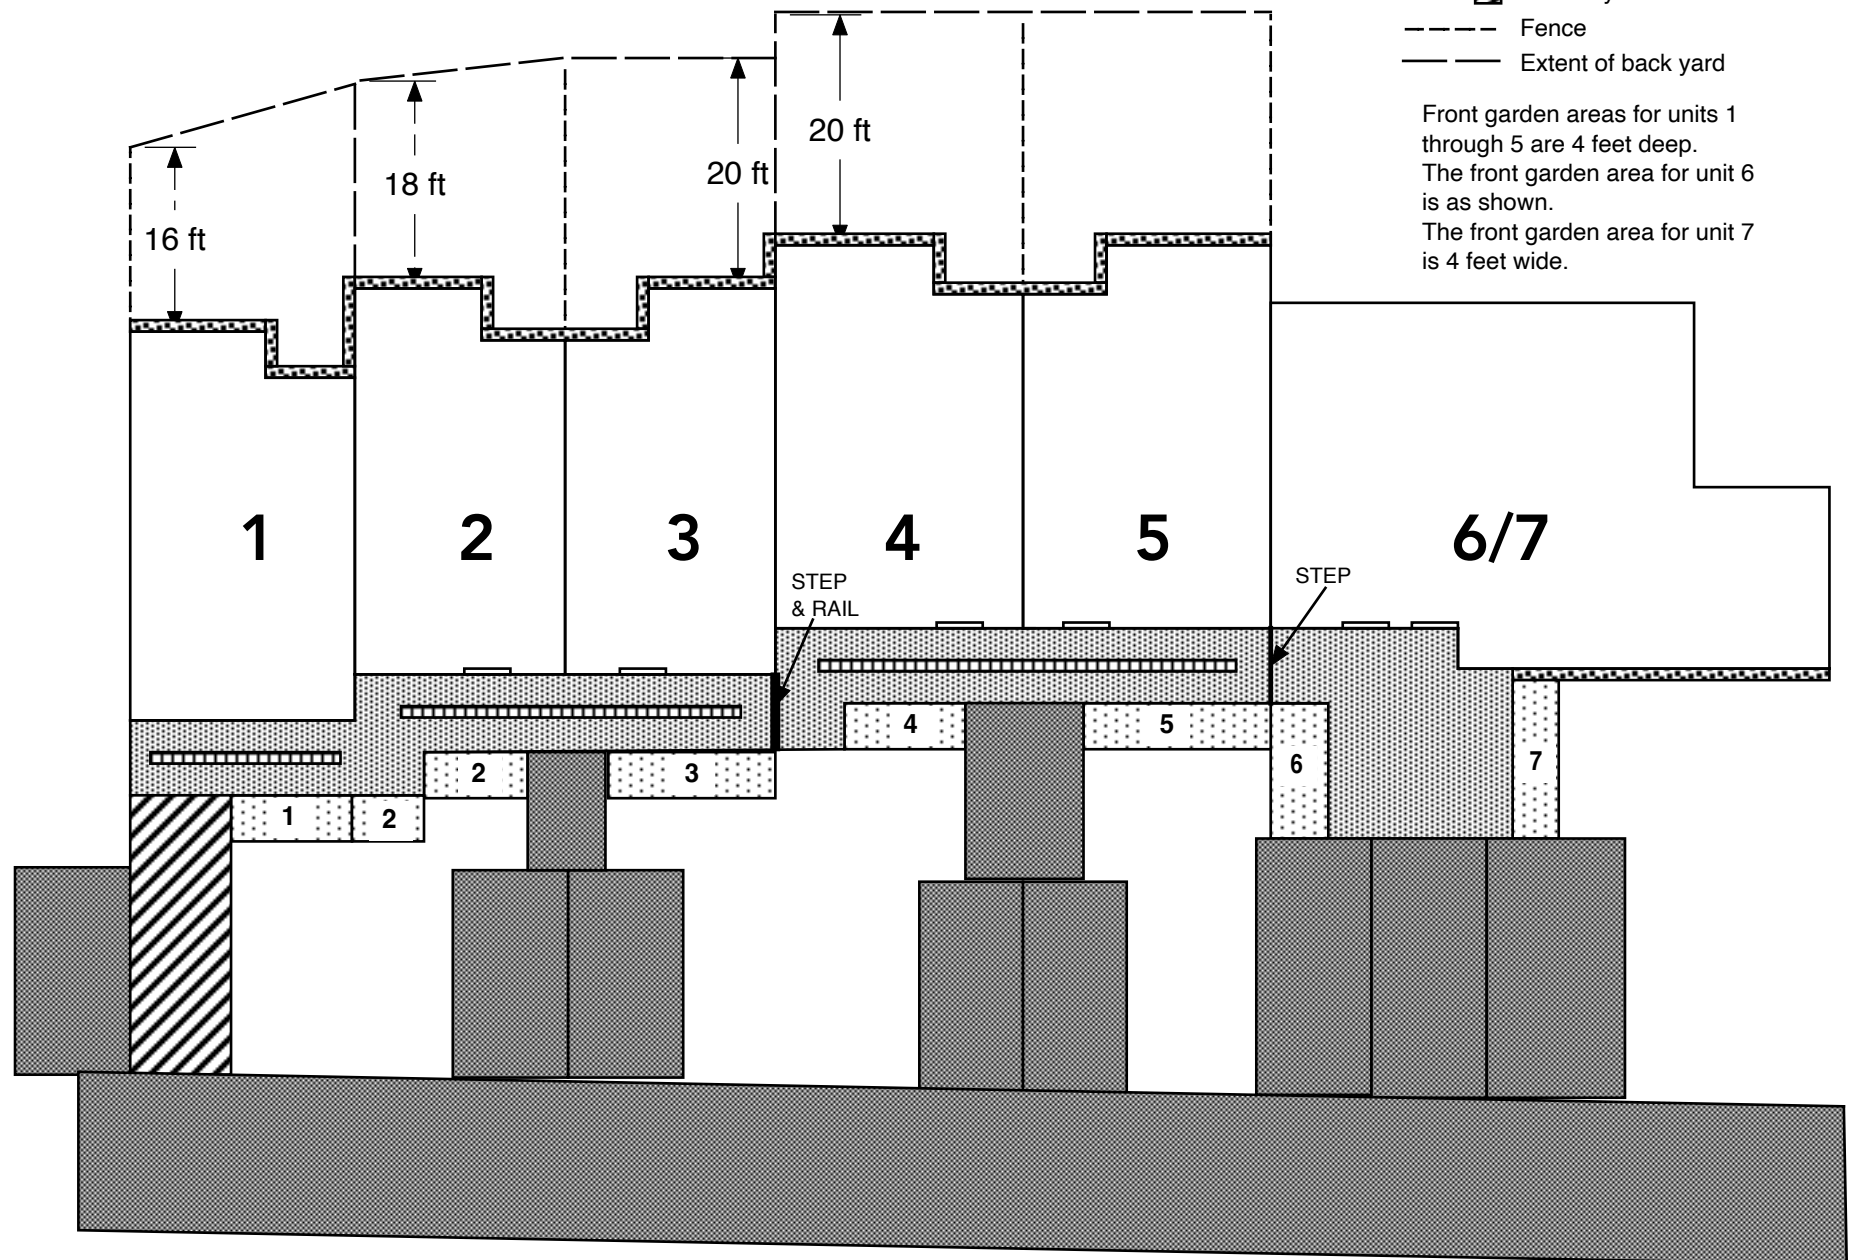 Fence
Extent of back yard
Front garden areas for units 1
through 5 are 4 feet deep.
The front garden area for unit 6
is as shown.
The front garden area for unit 7
is 4 feet wide.
20 ft
20 ft
18 ft
16 ft
1
2
3
4
5
6/7
STEP
& RAIL
STEP
4
5
2
3
6
7
1
2